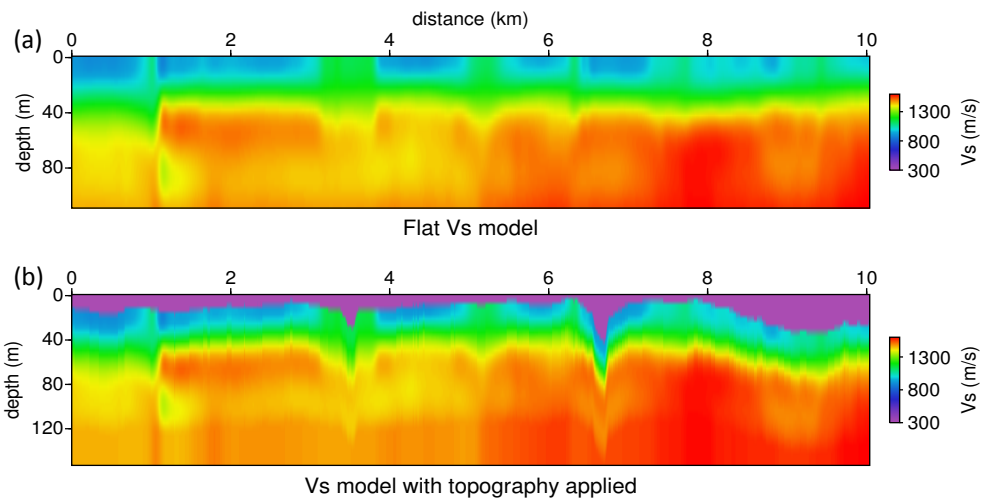 distance (km)
(a)
0 2 4 6 8 10
0
40
80
depth (m)
1300
800
300
Vs (m/s)
Flat Vs model
(b)
0 2 4 6 8 10
0
40
80
120
depth (m)
1300
800
300
Vs (m/s)
Vs model with topography applied